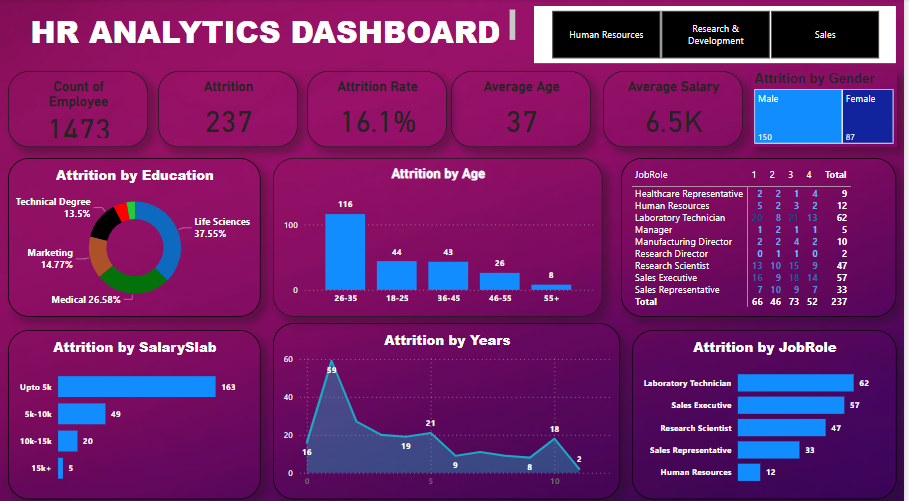 HR ANALYTICS DASHBOARD
Human Resources
Research &
Development
Sales
Count of
Employee
1473
Attrition
237
Attrition Rate
16.1%
Average Age
37
Average Salary
6.5K
Attrition by Gender
Male
150
Female
87
Attrition by Education
Technical Degree
13.5%
Life Sciences
37.55%
Marketing
14.77%
Medical 26.58%
Attrition by Age
100
0
116
44
43
26
8
26-35 18-25 36-45 46-55 55+
JobRole 1 2 3 4 Total
Healthcare Representative 2 2 1 4 9
Human Resources 5 2 3 2 12
Laboratory Technician 20 8 21 13 62
Manager 1 2 1 1 5
Manufacturing Director 2 2 4 2 10
Research Director 0 1 1 0 2
Research Scientist 13 10 15 9 47
Sales Executive 16 9 18 14 57
Sales Representative 7 10 9 7 33
Total 66 46 73 52 237
Attrition by SalarySlab
Upto 5k 163
5k-10k 49
10k-15k 20
15k+ 5
Attrition by Years
60
40
20
0
16
59
19
21
9
8
18
2
0 5 10
Attrition by JobRole
Laboratory Technician 62
Sales Executive 57
Research Scientist 47
Sales Representative 33
Human Resources 12